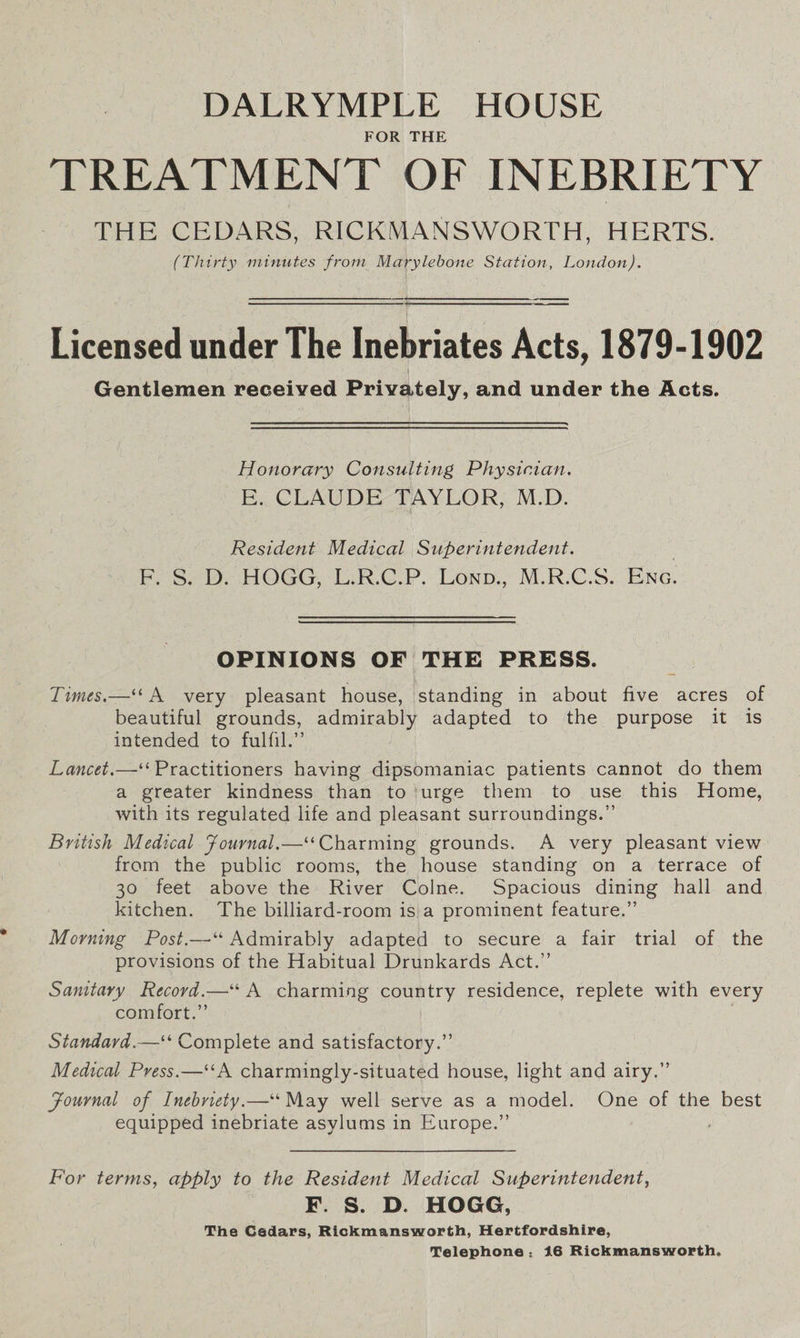 DALRYMPLE HOUSE
FOR THE
TREATMENT OF INEBRIETY
THE CEDARS, RICKMANSWORTH, HERTS.
(Thirty minutes from Marylebone Station, London).
Licensed under The Inebriates Acts, 1879-1902
Gentlemen received Privately, and under the Acts.
Honorary Consulting Physician.
E. CLAUDE TAYLOR, M.D.
Resident Medical Superintendent.
F. S. D. HOGG, L.R.C.P. LOND., M.R.C.S. ENG.
OPINIONS OF THE PRESS.
Times.—“A very pleasant house, standing in about five acres of
beautiful grounds, admirably adapted to the purpose it is
intended to fulfil.”
Lancet.—“Practitioners having dipsomaniac patients cannot do them
a greater kindness than to urge them to use this Home,
with its regulated life and pleasant surroundings.”
British Medical Journal.—“Charming grounds. A very pleasant view
from the public rooms, the house standing on a terrace of
30 feet above the River Colne. Spacious dining hall and
kitchen. The billiard-room is a prominent feature.”
Morning Post.—“Admirably adapted to secure a fair trial of the
provisions of the Habitual Drunkards Act.”
Sanitary Record.—“A charming country residence, replete with every
comfort.”
Standard.—“Complete and satisfactory.”
Medical Press.—“A charmingly-situated house, light and airy.”
Journal of Inebriety.—“May well serve as a model. One of the best
equipped inebriate asylums in Europe.”
For terms, apply to the Resident Medical Superintendent,
F. S. D. HOGG,
The Cedars, Rickmansworth, Hertfordshire,
Telephone: 16 Rickmansworth.